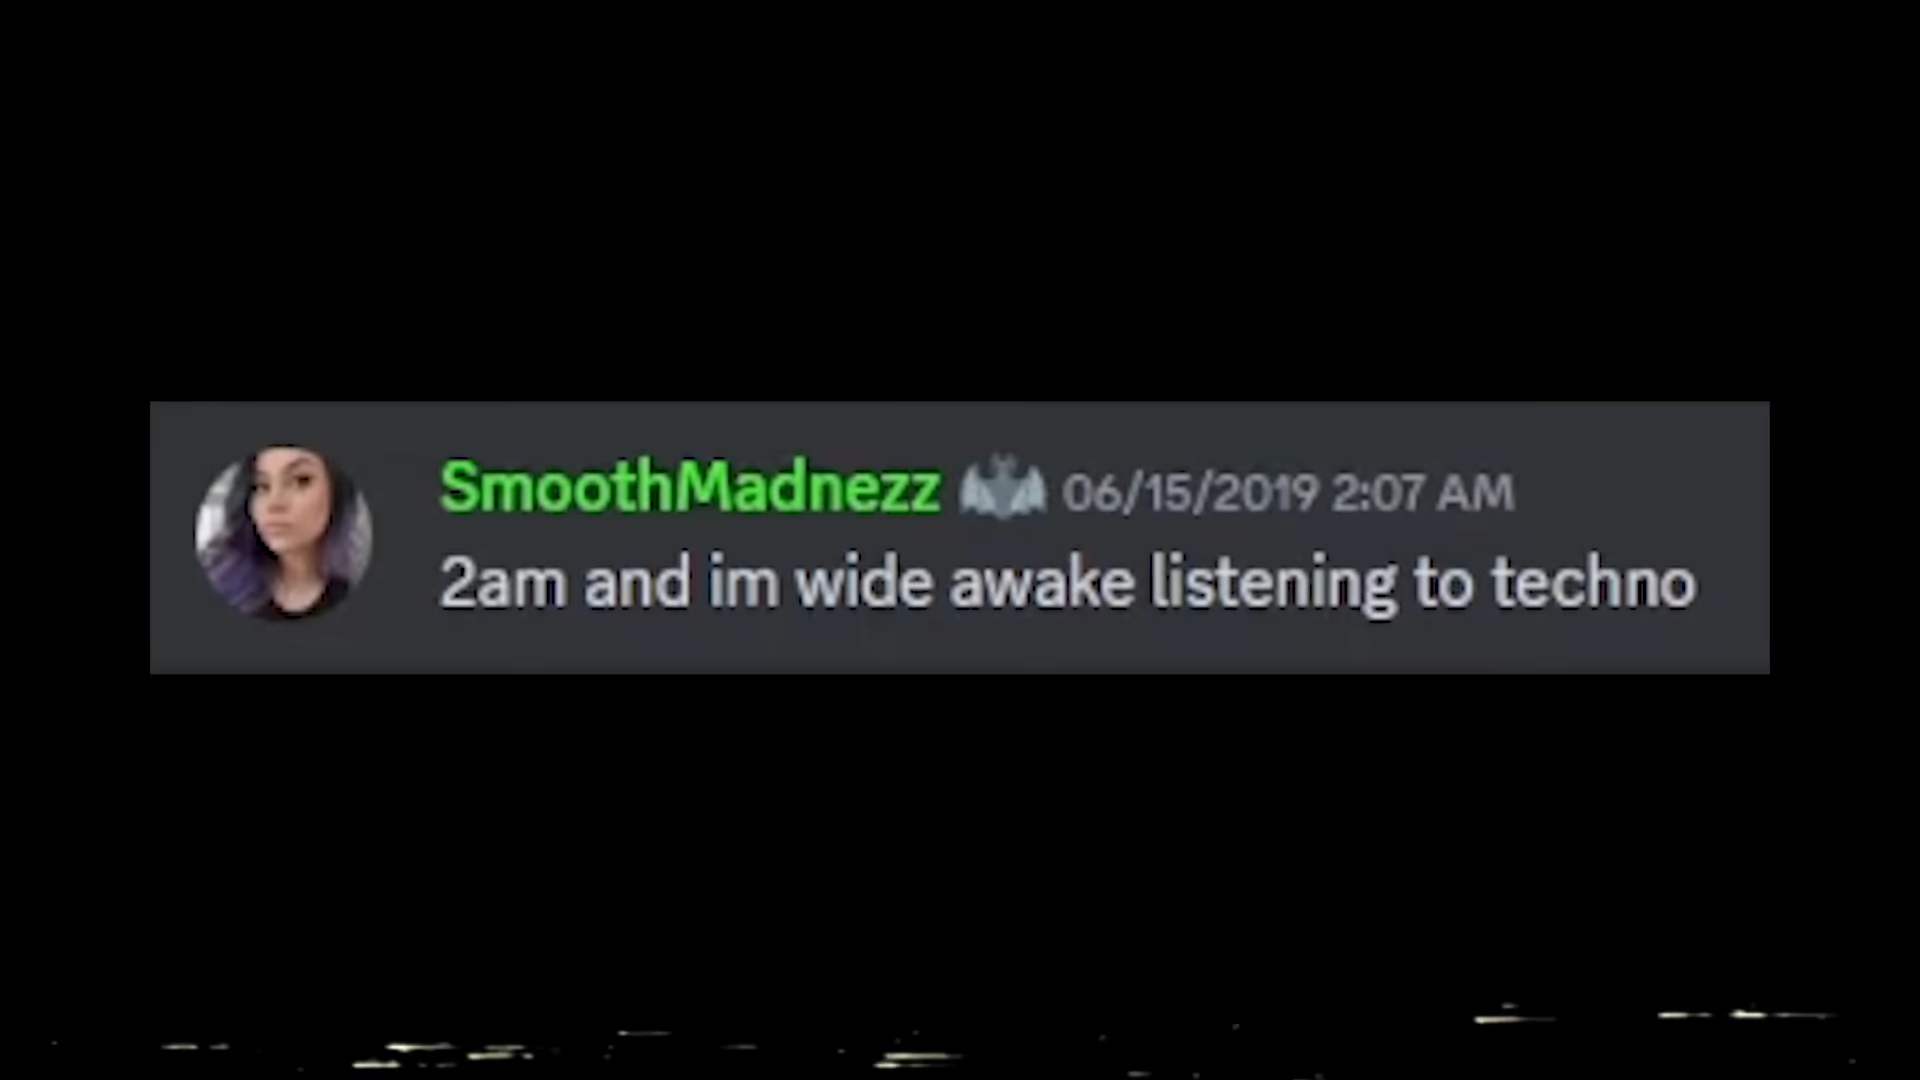 SmoothMadnezz 🦇 06/15/2019 2:07 AM
2am and im wide awake listening to techno